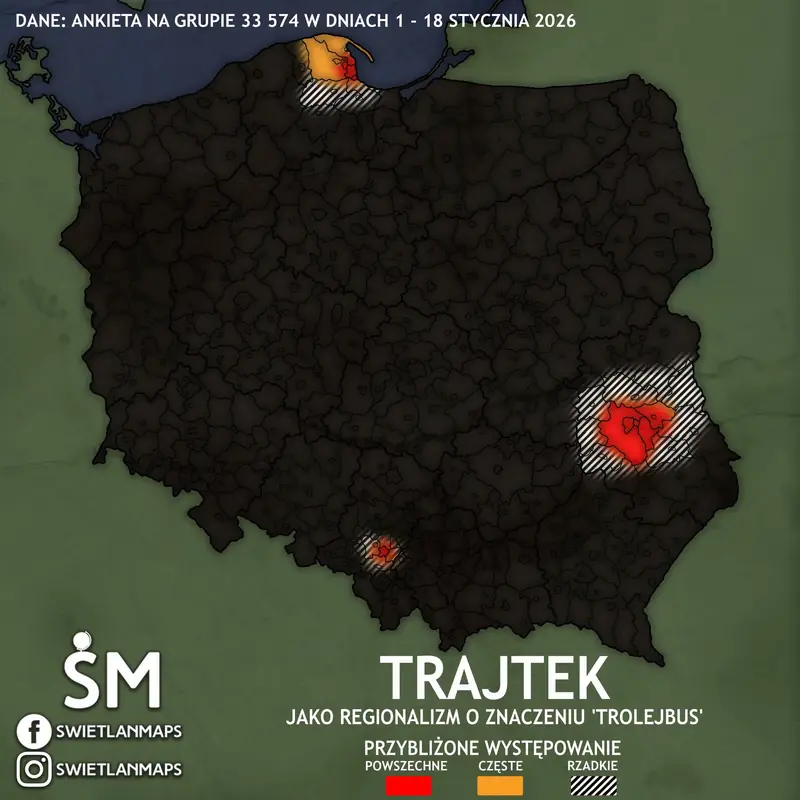 DANE: ANKIETA NA GRUPIE 33 574 W DNIACH 1 - 18 STYCZNIA 2026
ŚM
SWIETLANMAPS
SWIETLANMAPS
TRAJTEK
JAKO REGIONALIZM O ZNACZENIU 'TROLEJBUS'
PRZYBLIŻONE WYSTĘPOWANIE
POWSZECHNE CZĘSTE RZADKIE